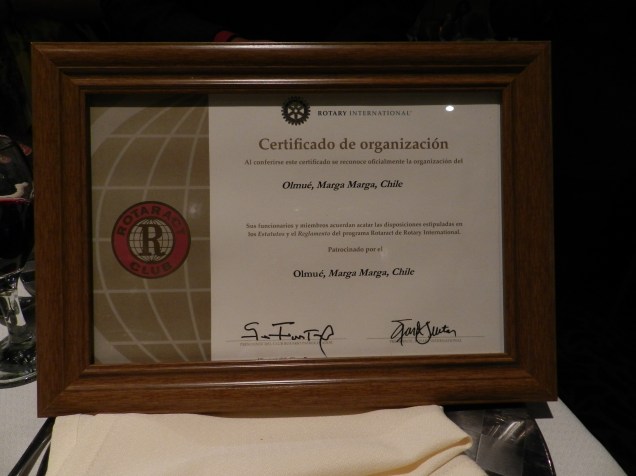 ROTARY INTERNATIONAL
Certificado de organización
Al conferirse este certificado se reconoce oficialmente la organización del
Olmué, Marga Marga, Chile
Sus funcionarios y miembros acuerdan acatar las disposiciones estipuladas en
los Estatutos y el Reglamento del programa Rotaract de Rotary International.
Patrocinado por el
Olmué, Marga Marga, Chile
ROTARACT
R
CLUB